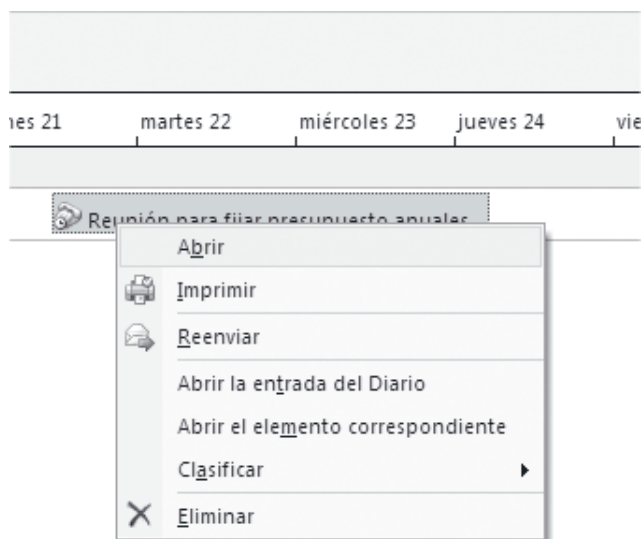 nes 21 martes 22 miércoles 23 jueves 24 vie
Reunión para fijar presupuesto anuales
Abrir
Imprimir
Reenviar
Abrir la entrada del Diario
Abrir el elemento correspondiente
Clasificar
Eliminar